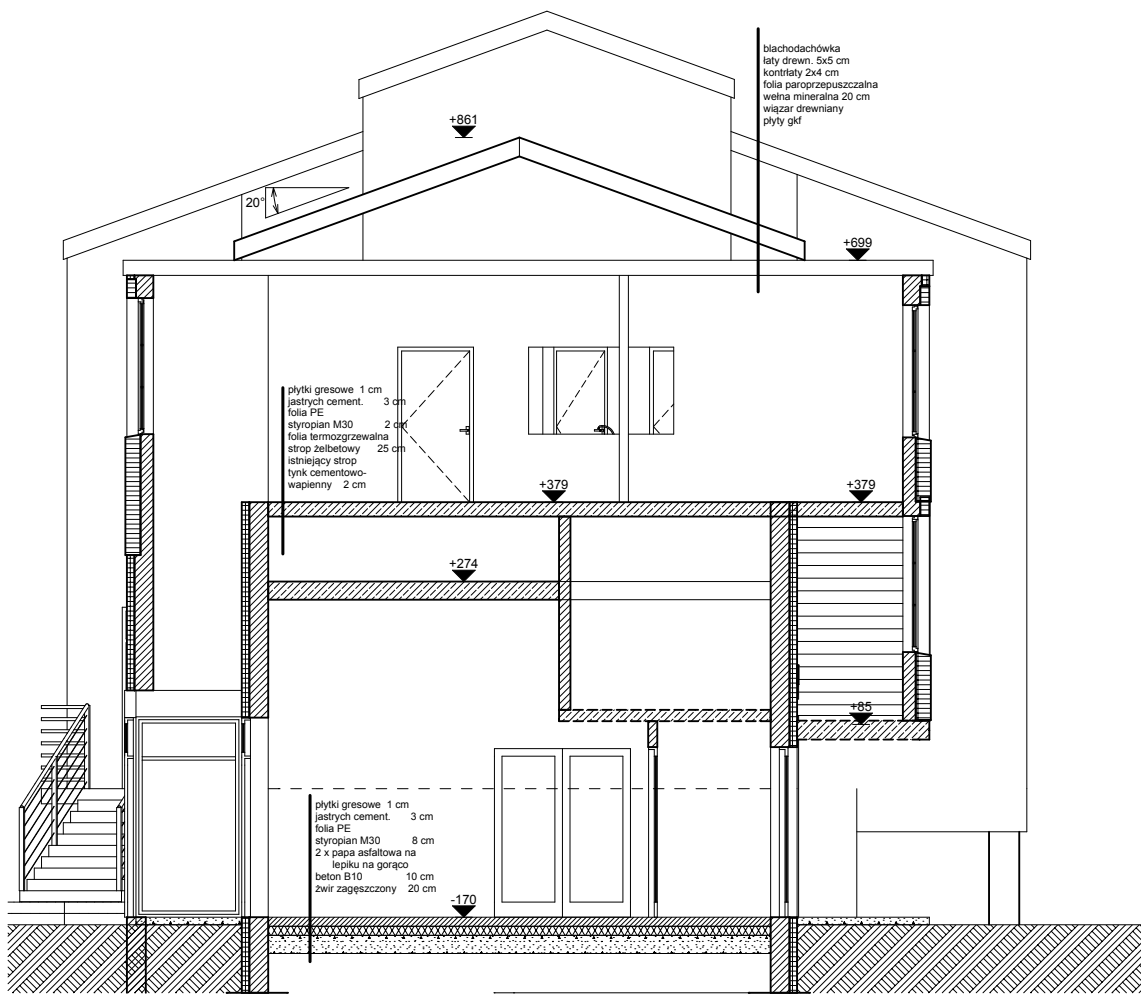 blachodachówka
łaty drewn. 5x5 cm
kontrłaty 2x4 cm
folia paroprzepuszczalna
wełna mineralna 20 cm
wiązar drewniany
płyty gkf
+861
20°
+699
płytki gresowe 1 cm
jastrych cement. 3 cm
folia PE
styropian M30 2 cm
folia termozgrzewalna
strop żelbetowy 25 cm
istniejący strop
tynk cementowo-
wapienny 2 cm
+379
+379
+274
+85
płytki gresowe 1 cm
jastrych cement. 3 cm
folia PE
styropian M30 8 cm
2 x papa asfaltowa na
lepiku na gorąco
beton B10 10 cm
żwir zagęszczony 20 cm
-170